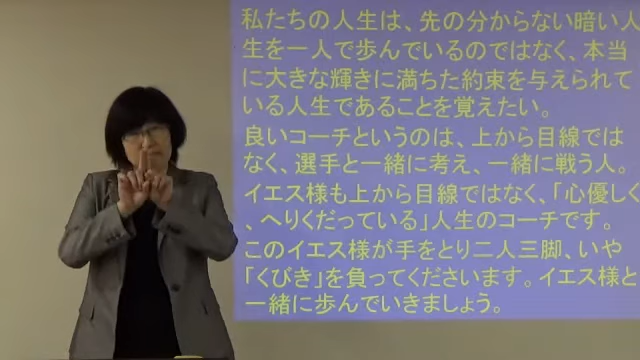 私たちの人生は、先の分からない暗い人
生を一人で歩んでいるのではなく、本当
に大きな輝きに満ちた約束を与えられて
いる人生であることを覚えたい。
良いコーチというのは、上から目線では
なく、選手と一緒に考え、一緒に戦う人。
イエス様も上から目線ではなく、「心優しく
、へりくだっている」人生のコーチです。
このイエス様が手をとり二人三脚、いや
「くびき」を負ってくださいます。イエス様と
一緒に歩んでいきましょう。